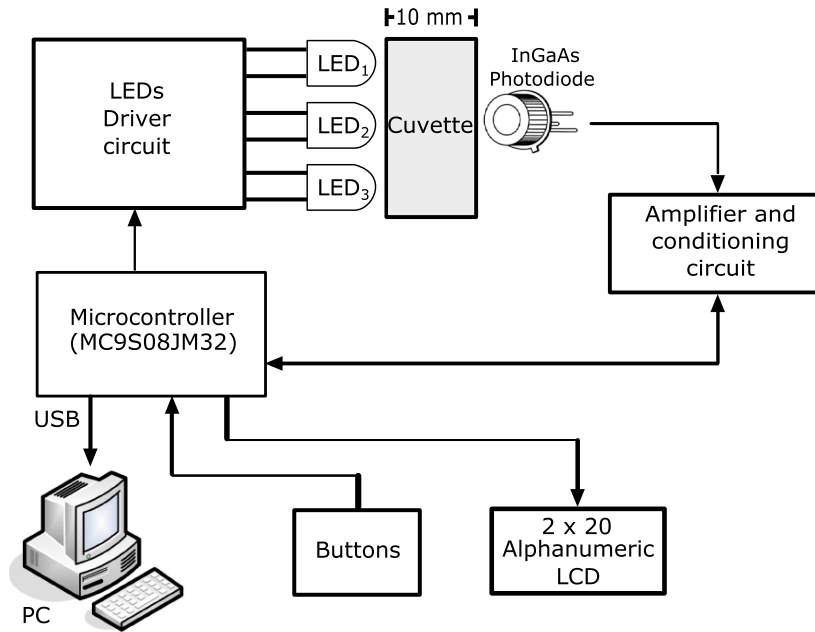 10 mm
LEDs
Driver
circuit
LED1
LED2
LED3
Cuvette
InGaAs
Photodiode
Amplifier and
conditioning
circuit
Microcontroller
(MC9S08JM32)
USB
PC
Buttons
2 x 20
Alphanumeric
LCD